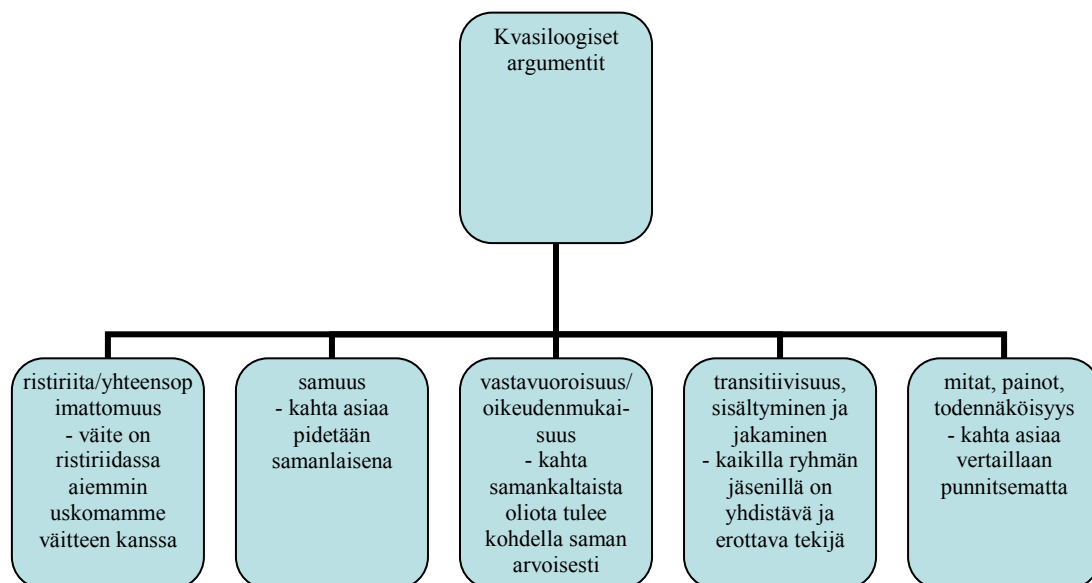 Kvasiloogiset
argumentit
ristiriita/yhteensop
imattomuus
- väite on
ristiriidassa
aiemmin
uskomamme
väitteen kanssa
samuus
- kahta asiaa
pidetään
samanlaisena
vastavuoroisuus/
oikeudenmukai-
suus
- kahta
samankaltaista
oliota tulee
kohdella saman
arvoisesti
transitiivisuus,
sisältyminen ja
jakaminen
- kaikilla ryhmän
jäsenillä on
yhdistävä ja
erottava tekijä
mitat, painot,
todennäköisyys
- kahta asiaa
vertaillaan
punnitsematta